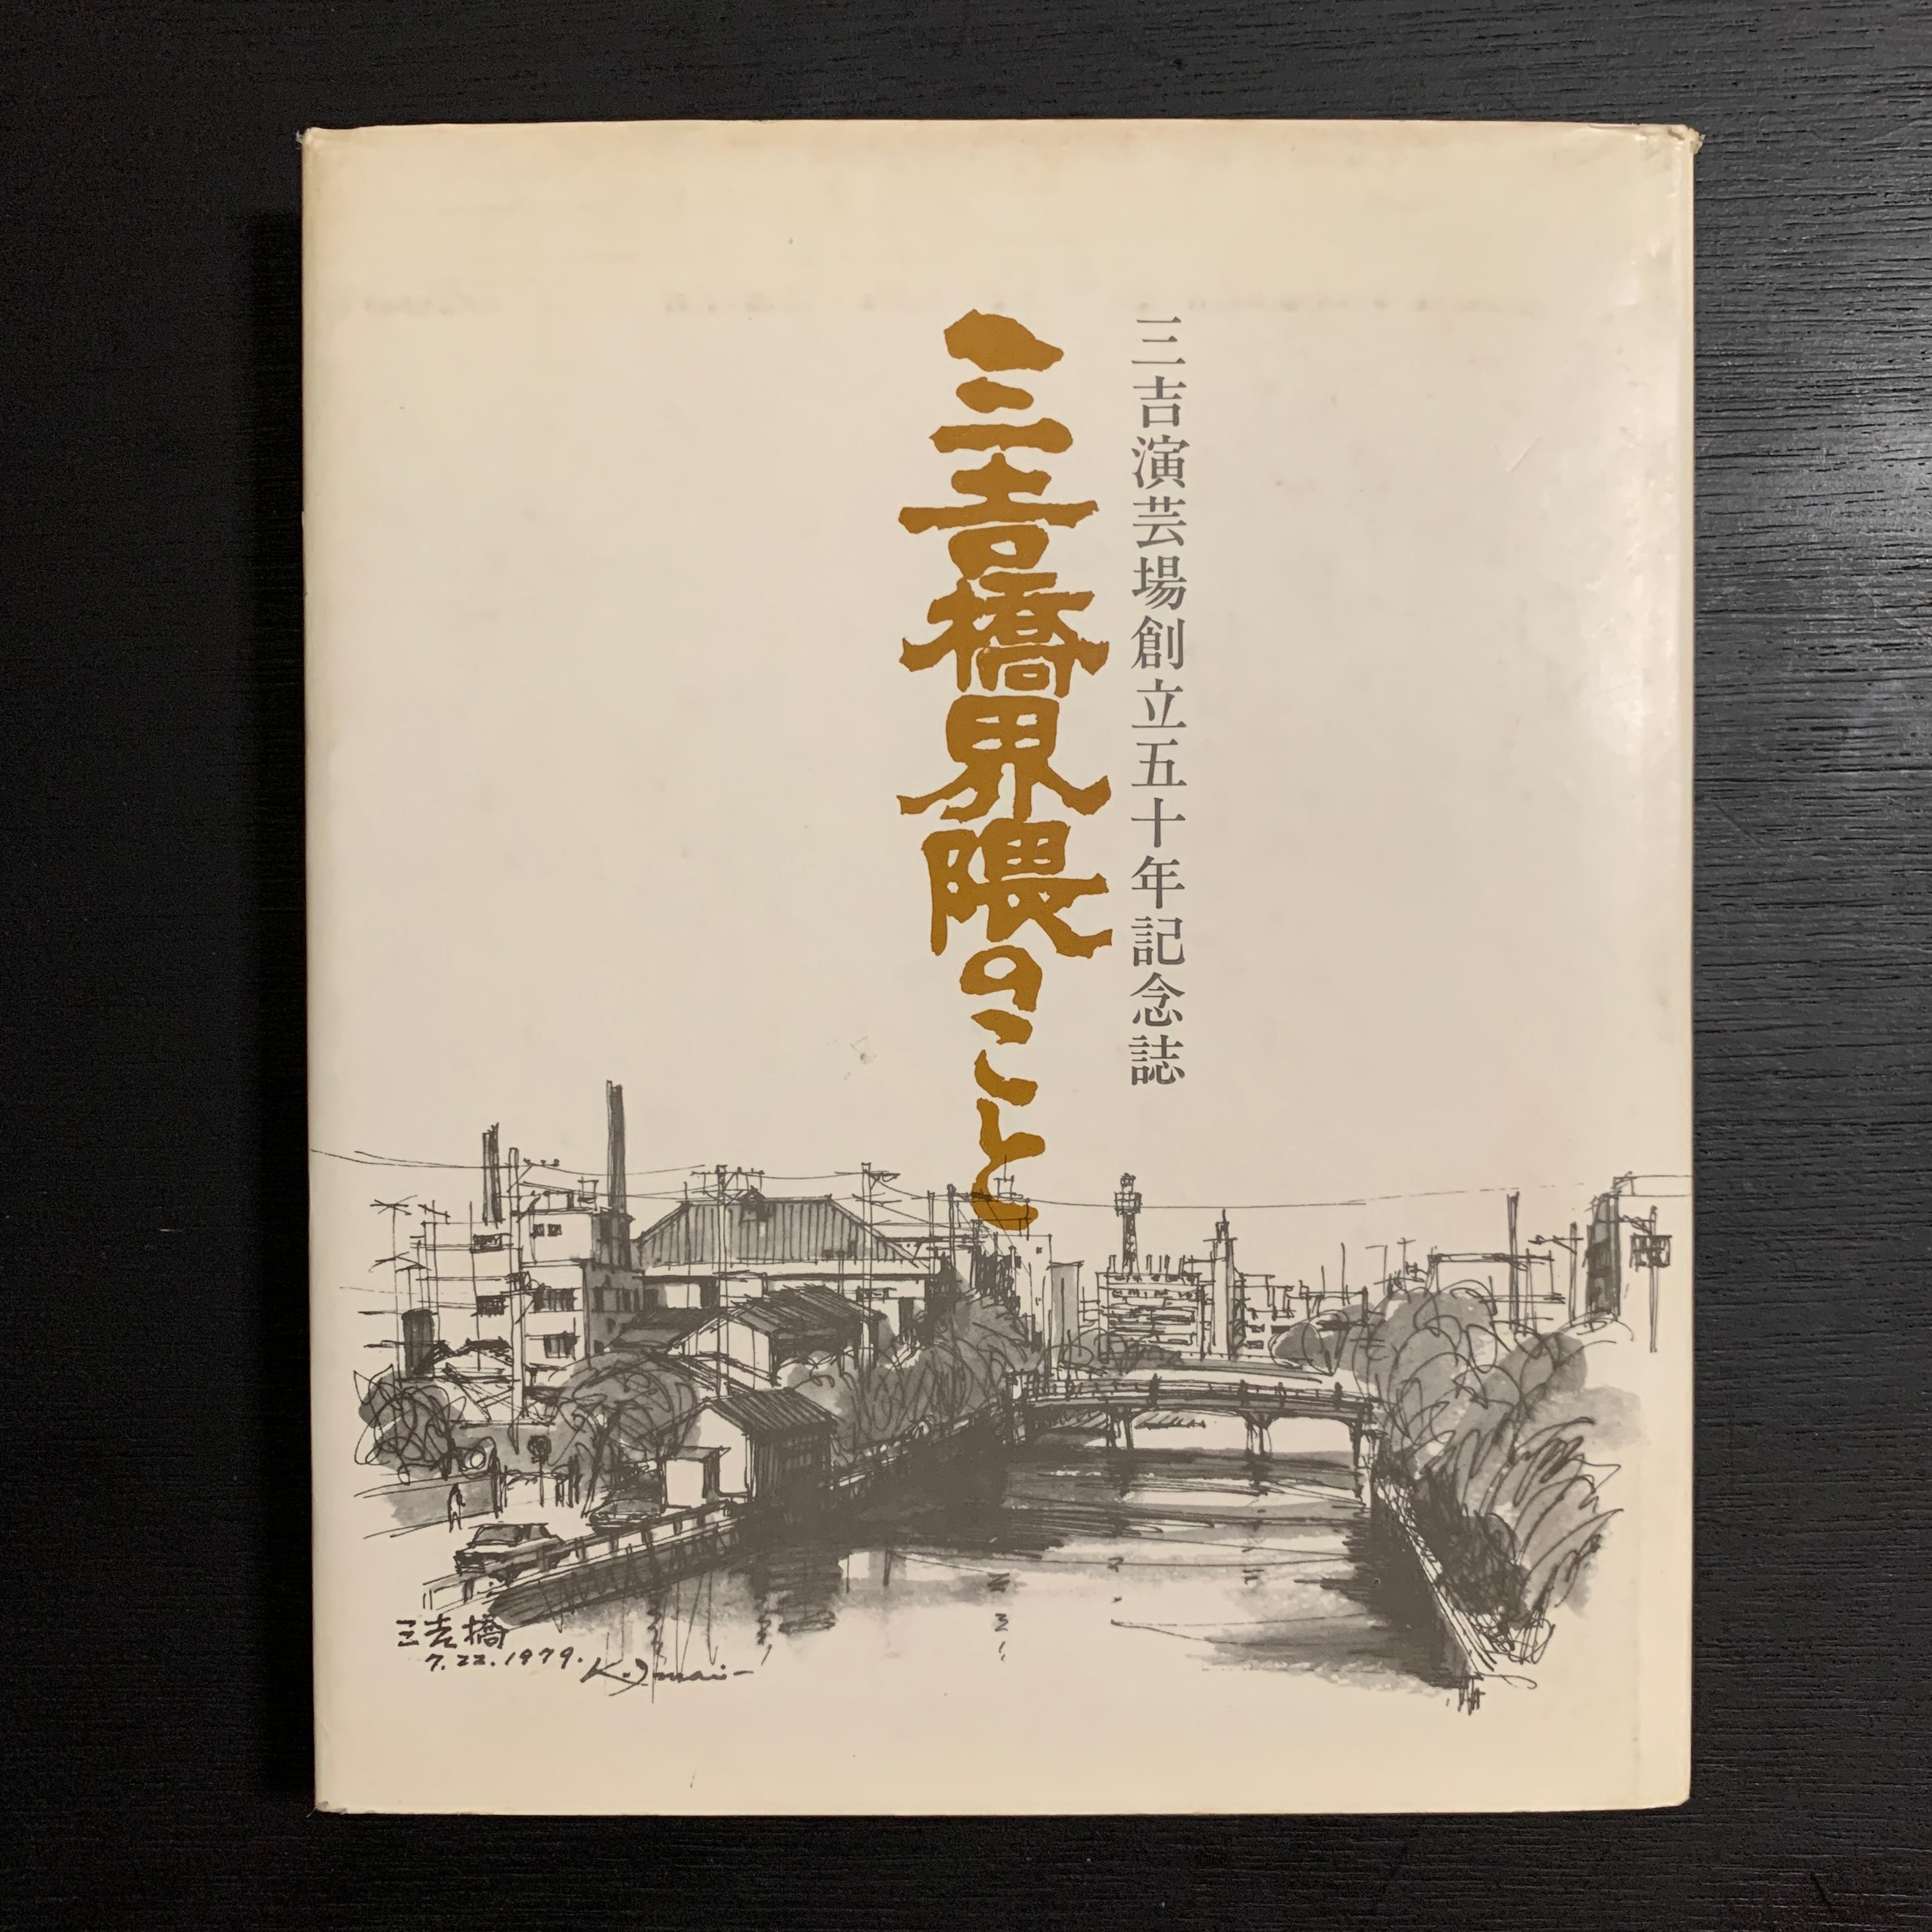 三吉演芸場創立五十年記念誌
三吉橋界隈のこと
三吉橋
7.22.1979.
K. Imai